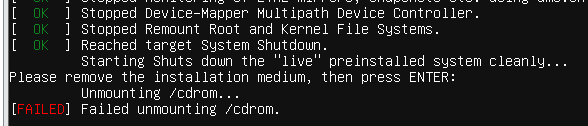 [  OK  ] Stopped Device-Mapper Multipath Device Controller.
[  OK  ] Stopped Remount Root and Kernel File Systems.
[  OK  ] Reached target System Shutdown.
Starting Shuts down the "live" preinstalled system cleanly...
Please remove the installation medium, then press ENTER:
Unmounting /cdrom...
[FAILED] Failed unmounting /cdrom.